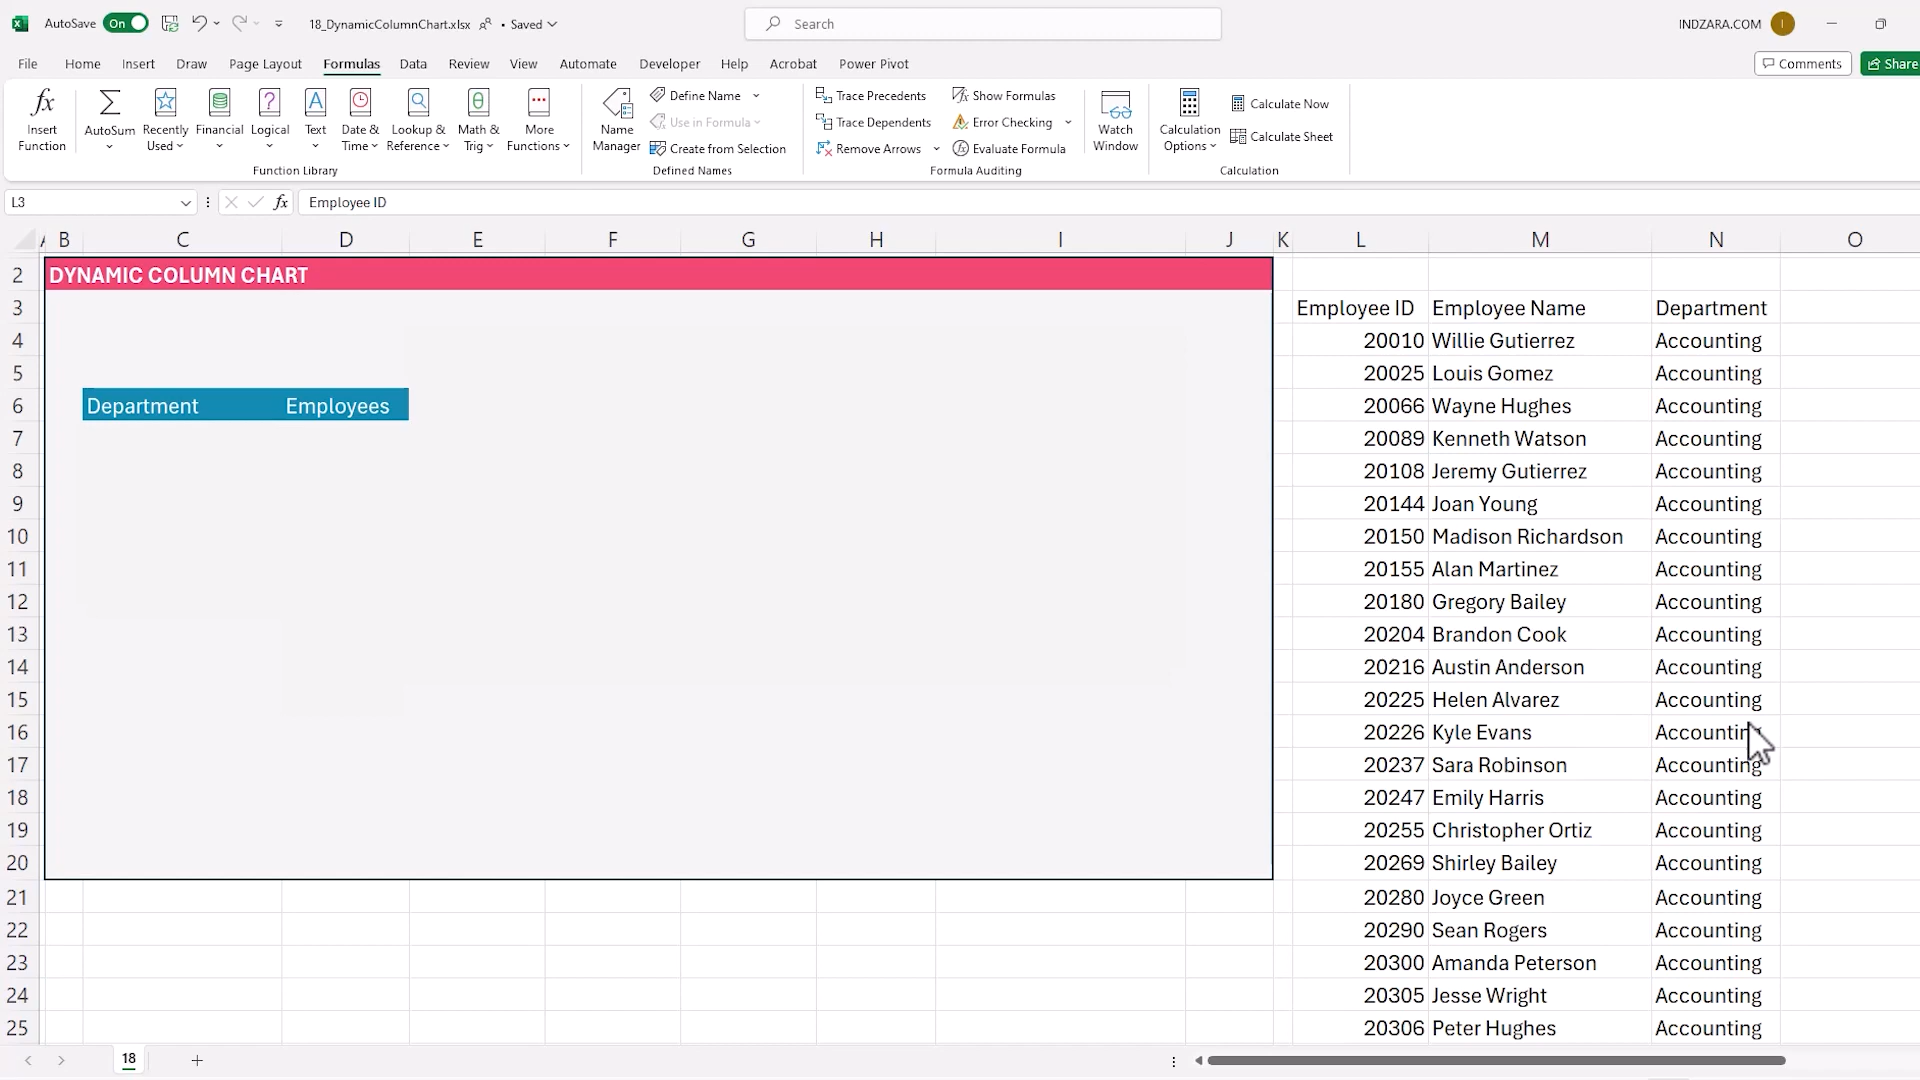 AutoSave On 18_DynamicColumnChart.xlsx • Saved Search INDZARA.COM I
File Home Insert Draw Page Layout Formulas Data Review View Automate Developer Help Acrobat Power Pivot Comments Share
Insert Function AutoSum Recently Used Financial Logical Text Date & Time Lookup & Reference Math & Trig More Functions
Function Library
Name Manager Define Name
Use in Formula
Create from Selection
Defined Names
Trace Precedents Show Formulas
Trace Dependents Error Checking
Remove Arrows Evaluate Formula
Formula Auditing
Watch Window
Calculation Options Calculate Now
Calculate Sheet
Calculation
L3 fx Employee ID
A B C D E F G H I J K L M N O
2 DYNAMIC COLUMN CHART
3 Employee ID Employee Name Department
4 20010 Willie Gutierrez Accounting
5 20025 Louis Gomez Accounting
6 Department Employees 20066 Wayne Hughes Accounting
7 20089 Kenneth Watson Accounting
8 20108 Jeremy Gutierrez Accounting
9 20144 Joan Young Accounting
10 20150 Madison Richardson Accounting
11 20155 Alan Martinez Accounting
12 20180 Gregory Bailey Accounting
13 20204 Brandon Cook Accounting
14 20216 Austin Anderson Accounting
15 20225 Helen Alvarez Accounting
16 20226 Kyle Evans Accounting
17 20237 Sara Robinson Accounting
18 20247 Emily Harris Accounting
19 20255 Christopher Ortiz Accounting
20 20269 Shirley Bailey Accounting
21 20280 Joyce Green Accounting
22 20290 Sean Rogers Accounting
23 20300 Amanda Peterson Accounting
24 20305 Jesse Wright Accounting
25 20306 Peter Hughes Accounting
18